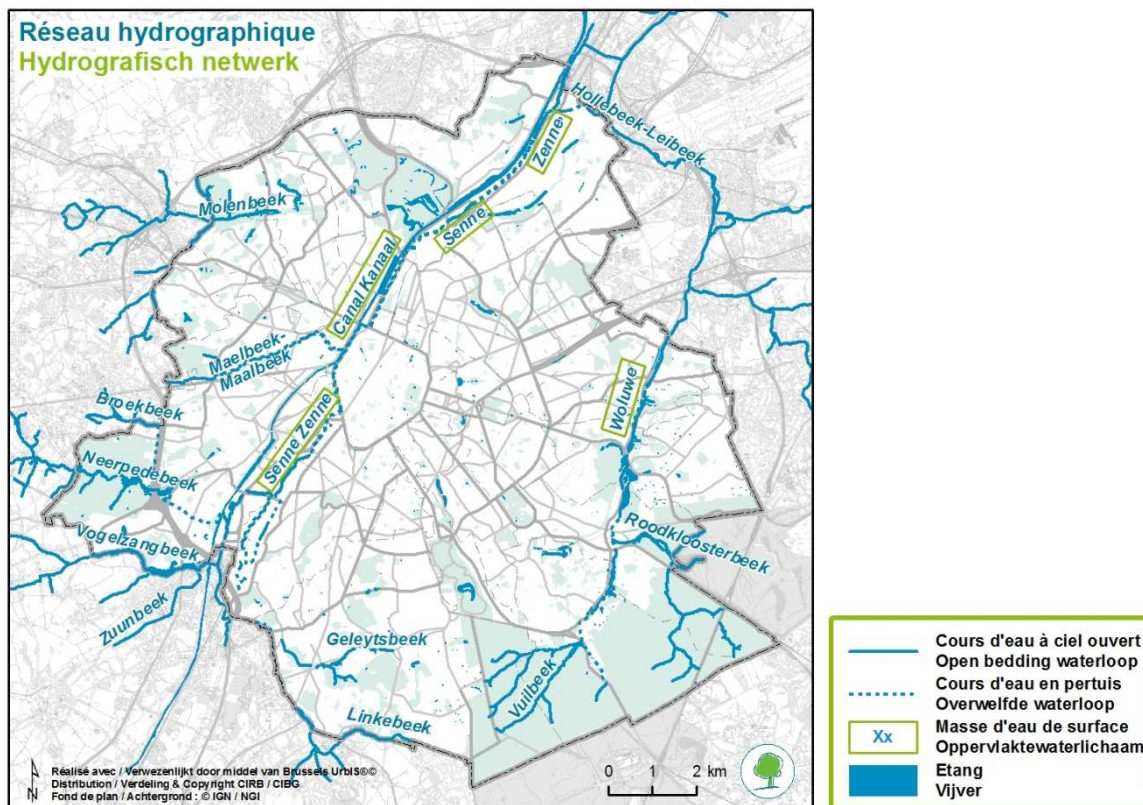 Réseau hydrographique
Hydrografisch netwerk
Hollebeek-Leibeek
Zenne
Molenbeek
Senne
Canal Kanaal
Maelbeek-
Maalbeek
Woluwe
Broekbeek
Senne Zenne
Neerpedebeek
Roodkloosterbeek
Vogelzangbeek
Zuunbeek
Geleytsbeek
Vuilbeek
Linkebeek
N
Réalisé avec / Verwezenlijkt door middel van Brussels UrbIS®©
Distribution / Verdeling & Copyright CIRB / CIBG
Fond de plan / Achtergrond : © IGN / NGI
0 1 2 km
Cours d'eau à ciel ouvert
Open bedding waterloop
Cours d'eau en pertuis
Overwelfde waterloop
Xx
Masse d'eau de surface
Oppervlaktewaterlichaam
Etang
Vijver